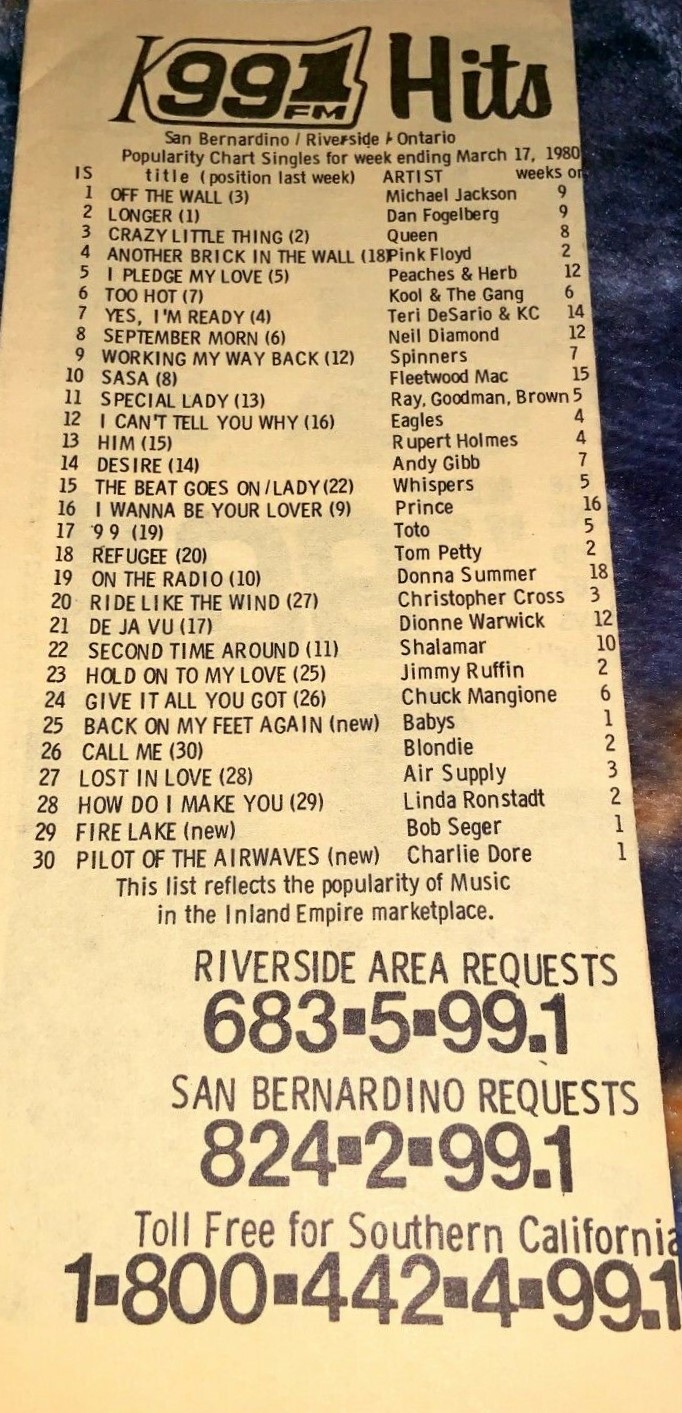 K99.1 FM Hits
San Bernardino / Riverside / Ontario
Popularity Chart Singles for week ending March 17, 1980
IS title (position last week) ARTIST weeks on
1 OFF THE WALL (3) Michael Jackson 9
2 LONGER (1) Dan Fogelberg 9
3 CRAZY LITTLE THING (2) Queen 8
4 ANOTHER BRICK IN THE WALL (18) Pink Floyd 2
5 I PLEDGE MY LOVE (5) Peaches & Herb 12
6 TOO HOT (7) Kool & The Gang 6
7 YES, I'M READY (4) Teri DeSario & KC 14
8 SEPTEMBER MORN (6) Neil Diamond 12
9 WORKING MY WAY BACK (12) Spinners 7
10 SASA (8) Fleetwood Mac 15
11 SPECIAL LADY (13) Ray, Goodman, Brown 5
12 I CAN'T TELL YOU WHY (16) Eagles 4
13 HIM (15) Rupert Holmes 4
14 DESIRE (14) Andy Gibb 7
15 THE BEAT GOES ON/LADY (22) Whispers 5
16 I WANNA BE YOUR LOVER (9) Prince 16
17 '99 (19) Toto 5
18 REFUGEE (20) Tom Petty 2
19 ON THE RADIO (10) Donna Summer 18
20 RIDE LIKE THE WIND (27) Christopher Cross 3
21 DE JA VU (17) Dionne Warwick 12
22 SECOND TIME AROUND (11) Shalamar 10
23 HOLD ON TO MY LOVE (25) Jimmy Ruffin 2
24 GIVE IT ALL YOU GOT (26) Chuck Mangione 6
25 BACK ON MY FEET AGAIN (new) Babys 1
26 CALL ME (30) Blondie 2
27 LOST IN LOVE (28) Air Supply 3
28 HOW DO I MAKE YOU (29) Linda Ronstadt 2
29 FIRE LAKE (new) Bob Seger 1
30 PILOT OF THE AIRWAVES (new) Charlie Dore 1
This list reflects the popularity of Music
in the Inland Empire marketplace.
RIVERSIDE AREA REQUESTS
683-5-99.1
SAN BERNARDINO REQUESTS
824-2-99.1
Toll Free for Southern California
1-800-442-4-99.1